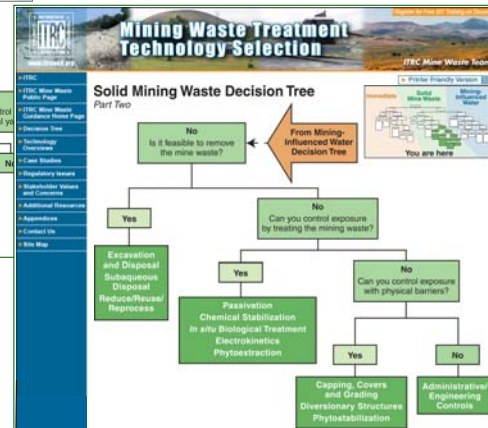 ITRC
www.itrcweb.org
Mining Waste Treatment
Technology Selection
ITRC Mine Waste Team
ITRC
ITRC Mine Waste
Public Page
ITRC Mine Waste
Guidance Home Page
Decision Tree
Technology
Overviews
Case Studies
Regulatory Issues
Stakeholder Values
and Concerns
Additional Resources
Appendices
Contact Us
Site Map
Printer Friendly Version
Solid Mining Waste Decision Tree
Part Two
Immediate
Solid
Mine Waste
Mining-
Influenced
Water
You are here
From Mining-
Influenced Water
Decision Tree
No
Is it feasible to remove
the mine waste?
Yes
Excavation
and Disposal
Subaqueous
Disposal
Reduce/Reuse/
Reprocess
No
Can you control exposure
by treating the mining waste?
Yes
Passivation
Chemical Stabilization
In situ Biological Treatment
Electrokinetics
Phytoextraction
No
Can you control exposure
with physical barriers?
Yes
Capping, Covers
and Grading
Diversionary Structures
Phytostabilization
No
Administrative/
Engineering
Controls